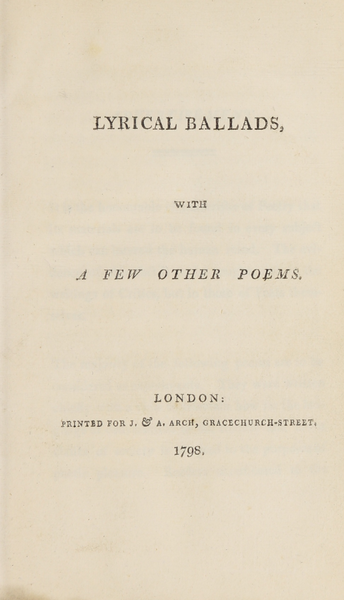 LYRICAL BALLADS,
WITH
A FEW OTHER POEMS.
LONDON:
PRINTED FOR J. & A. ARCH, GRACECHURCH-STREET.
1798.